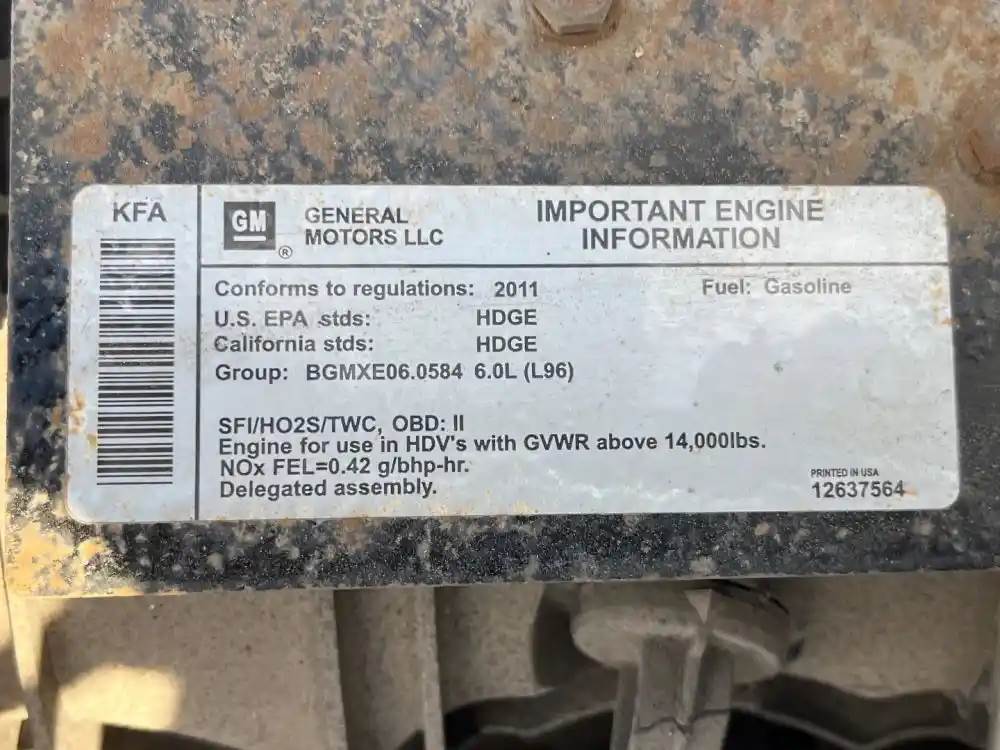 KFA
GM
®
GENERAL
MOTORS LLC
IMPORTANT ENGINE
INFORMATION
Conforms to regulations: 2011
Fuel: Gasoline
U.S. EPA stds: HDGE
California stds: HDGE
Group: BGMXE06.0584 6.0L (L96)
SFI/HO2S/TWC, OBD: II
Engine for use in HDV's with GVWR above 14,000lbs.
NOx FEL=0.42 g/bhp-hr.
Delegated assembly.
PRINTED IN USA
12637564